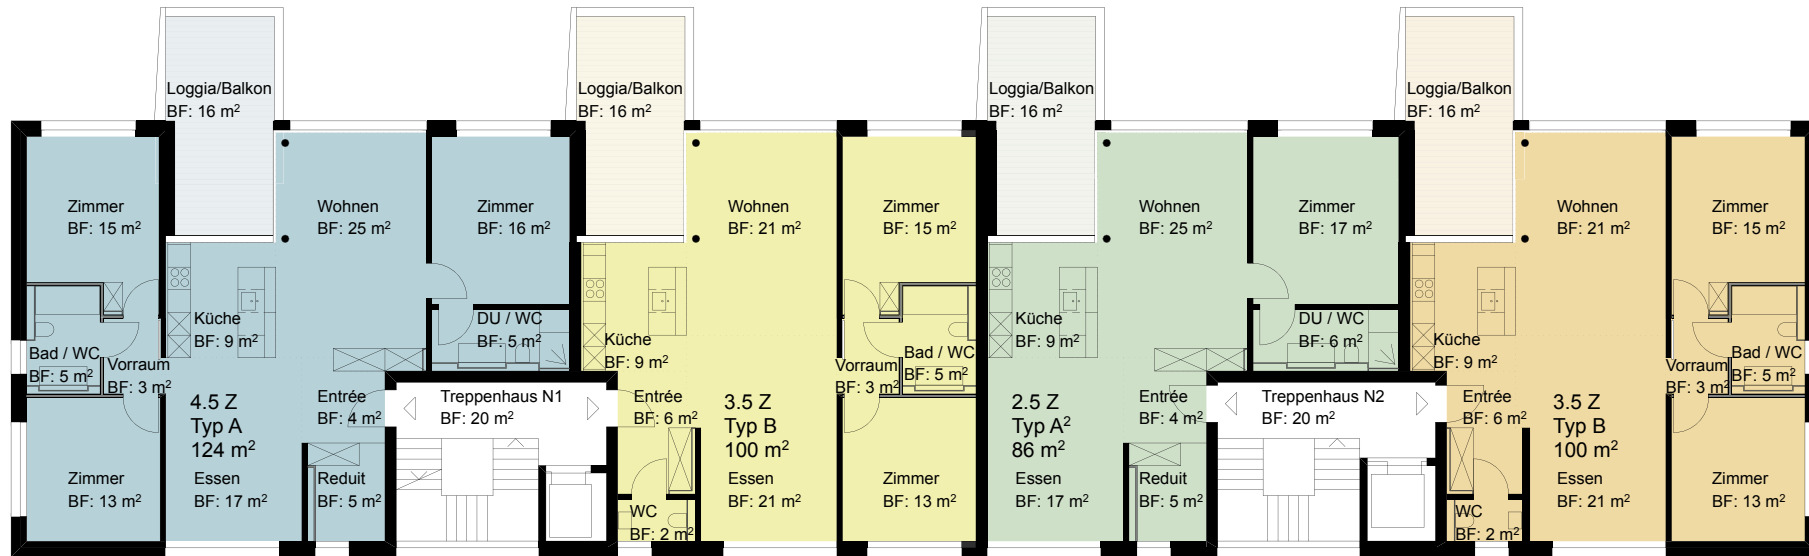 Loggia/Balkon
BF: 16 m²
Zimmer
BF: 15 m²
Wohnen
BF: 25 m²
Zimmer
BF: 16 m²
Küche
BF: 9 m²
DU / WC
BF: 5 m²
Bad / WC
BF: 5 m²
Vorraum
BF: 3 m²
4.5 Z
Typ A
124 m²
Entrée
BF: 4 m²
Zimmer
BF: 13 m²
Essen
BF: 17 m²
Reduit
BF: 5 m²
Treppenhaus N1
BF: 20 m²
Loggia/Balkon
BF: 16 m²
Wohnen
BF: 21 m²
Zimmer
BF: 15 m²
Küche
BF: 9 m²
Vorraum
BF: 3 m²
Bad / WC
BF: 5 m²
Entrée
BF: 6 m²
3.5 Z
Typ B
100 m²
Essen
BF: 21 m²
Zimmer
BF: 13 m²
WC
BF: 2 m²
Loggia/Balkon
BF: 16 m²
Wohnen
BF: 25 m²
Zimmer
BF: 17 m²
Küche
BF: 9 m²
DU / WC
BF: 6 m²
2.5 Z
Typ A²
86 m²
Entrée
BF: 4 m²
Essen
BF: 17 m²
Reduit
BF: 5 m²
Treppenhaus N2
BF: 20 m²
Loggia/Balkon
BF: 16 m²
Wohnen
BF: 21 m²
Zimmer
BF: 15 m²
Küche
BF: 9 m²
Vorraum
BF: 3 m²
Bad / WC
BF: 5 m²
Entrée
BF: 6 m²
3.5 Z
Typ B
100 m²
Essen
BF: 21 m²
Zimmer
BF: 13 m²
WC
BF: 2 m²